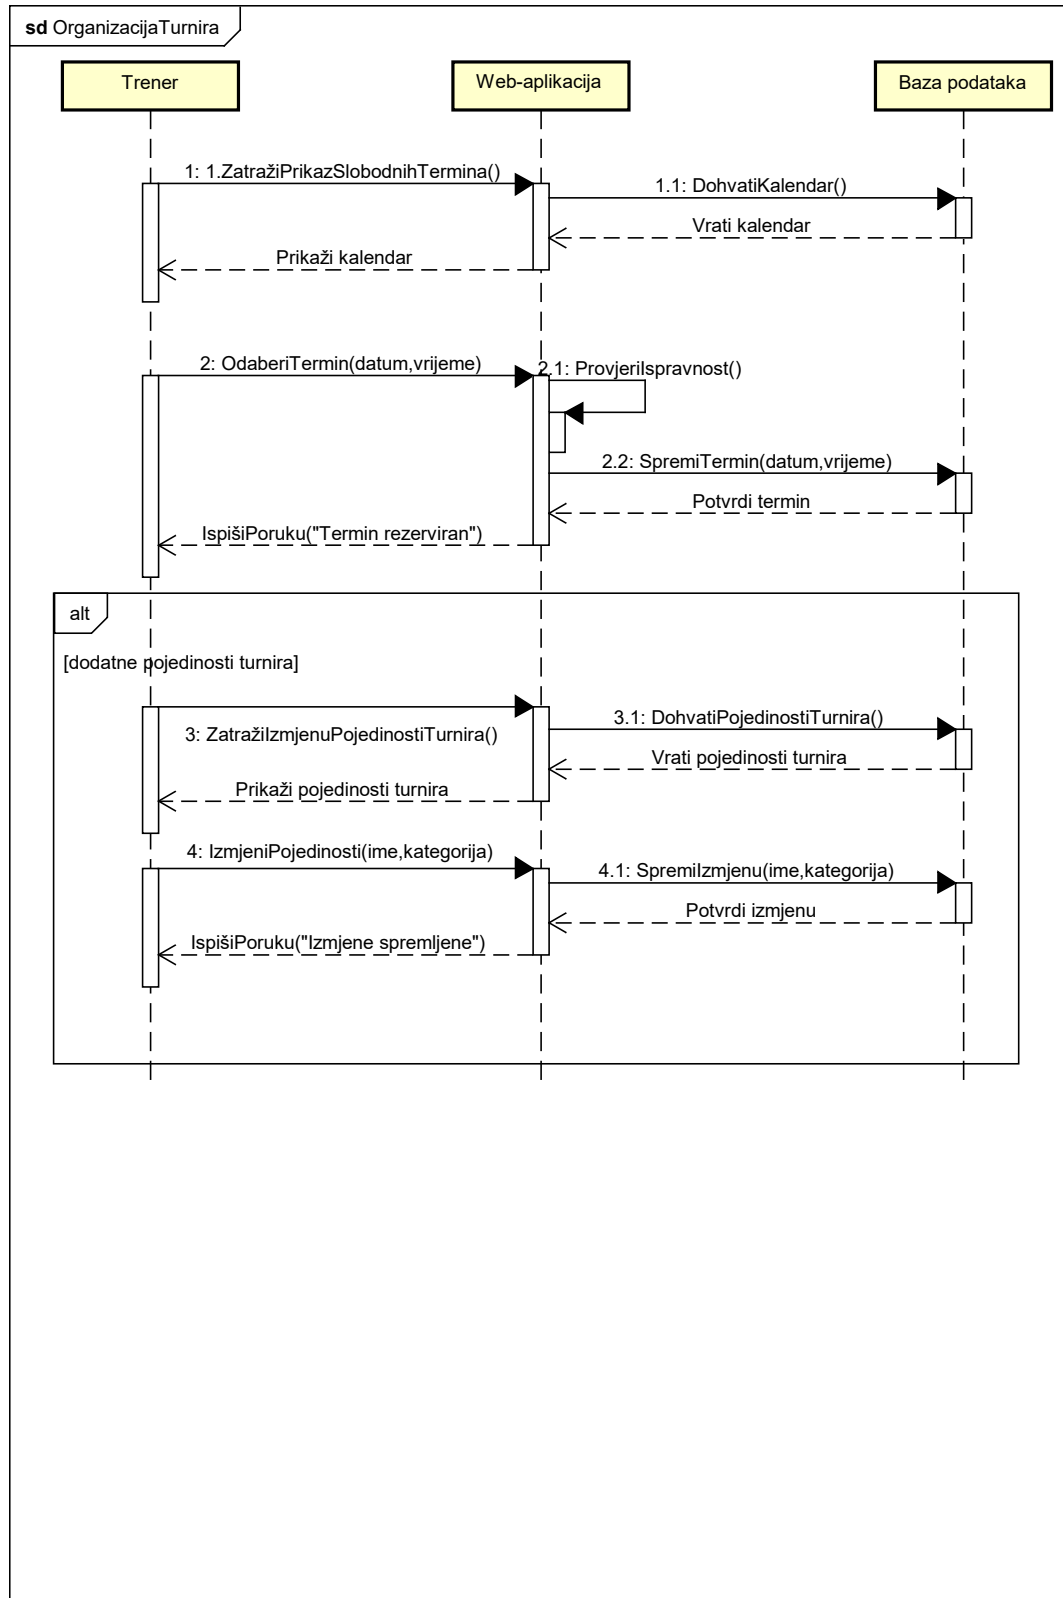 sd OrganizacijaTurnira
Trener
Web-aplikacija
Baza podataka
1: 1.ZatražiPrikazSlobodnihTermina()
1.1: DohvatiKalendar()
Vrati kalendar
Prikaži kalendar
2: OdaberiTermin(datum,vrijeme)
2.1: ProvjeriIspravnost()
2.2: SpremiTermin(datum,vrijeme)
Potvrdi termin
IspišiPoruku("Termin rezerviran")
alt
[dodatne pojedinosti turnira]
3: ZatražiIzmjenuPojedinostiTurnira()
3.1: DohvatiPojedinostiTurnira()
Vrati pojedinosti turnira
Prikaži pojedinosti turnira
4: IzmjeniPojedinosti(ime,kategorija)
4.1: SpremiIzmjenu(ime,kategorija)
Potvrdi izmjenu
IspišiPoruku("Izmjene spremljene")